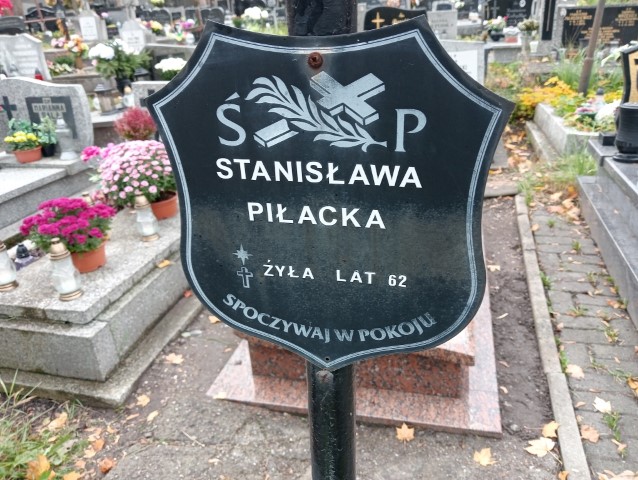 Ś P
STANISŁAWA
PIŁACKA
ŻYŁA LAT 62
SPOCZYWAJ W POKOJU